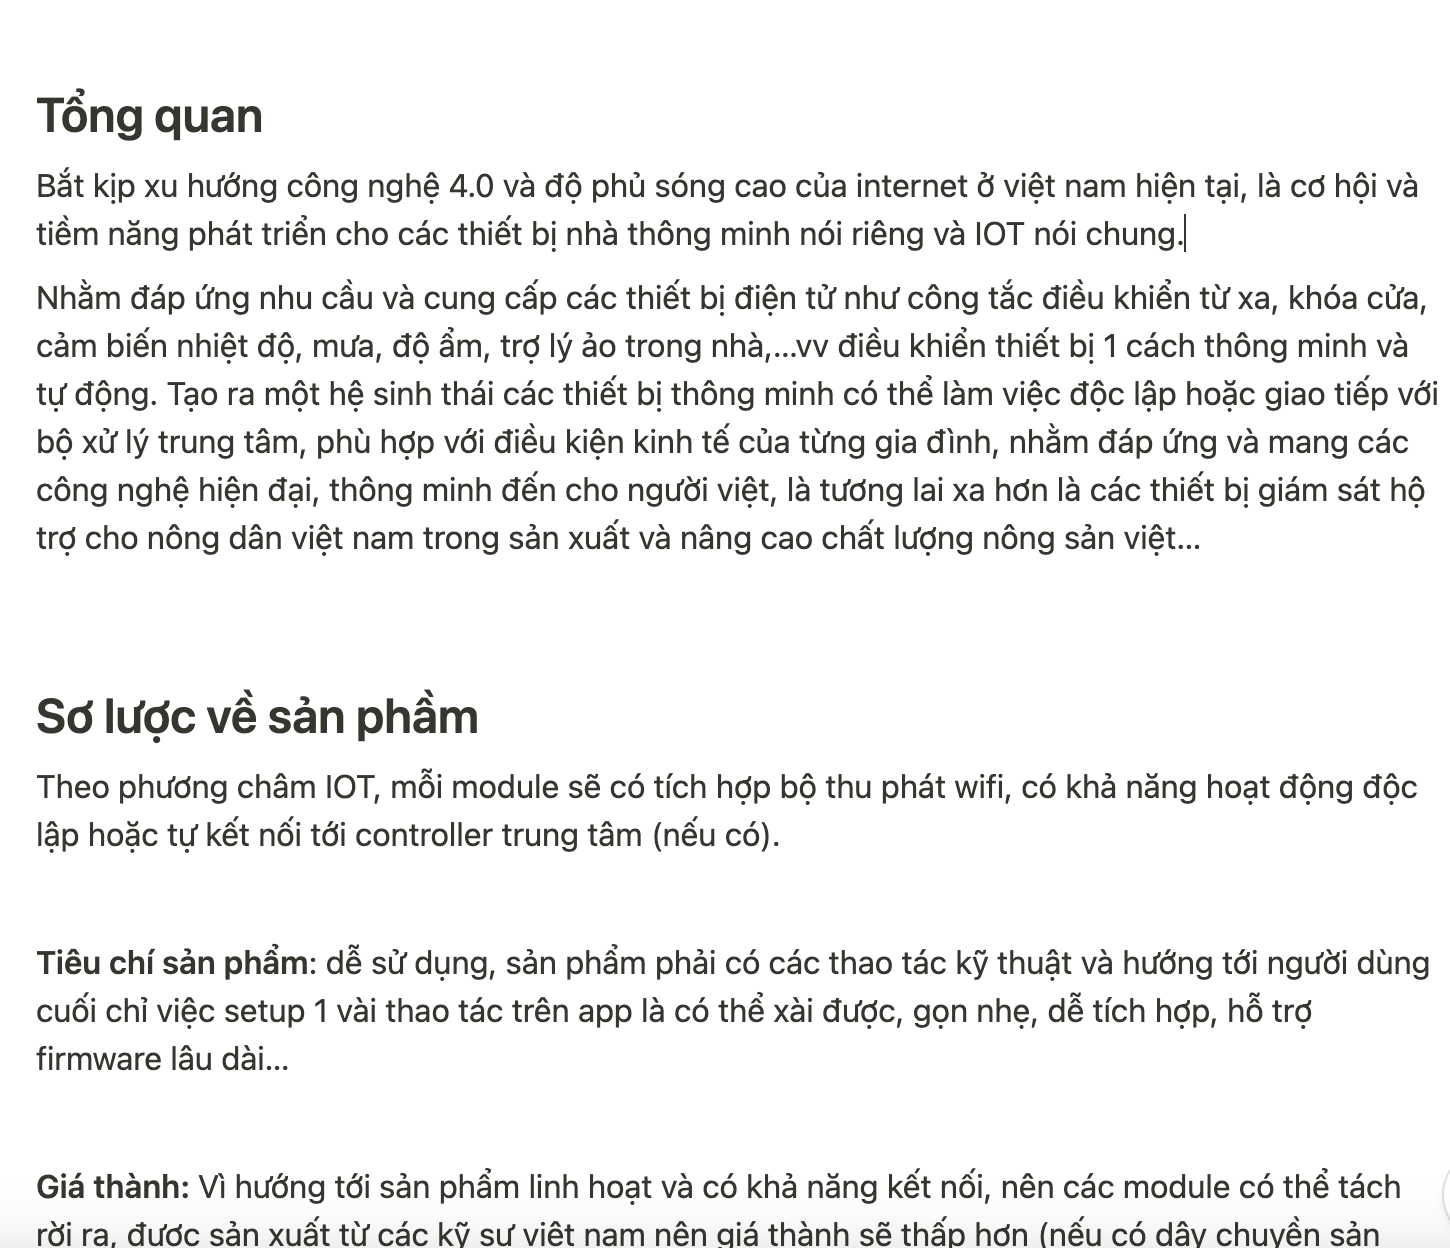 Tổng quan
Bắt kịp xu hướng công nghệ 4.0 và độ phủ sóng cao của internet ở việt nam hiện tại, là cơ hội và
tiềm năng phát triển cho các thiết bị nhà thông minh nói riêng và IOT nói chung.
Nhằm đáp ứng nhu cầu và cung cấp các thiết bị điện tử như công tắc điều khiển từ xa, khóa cửa,
cảm biến nhiệt độ, mưa, độ ẩm, trợ lý ảo trong nhà,...vv điều khiển thiết bị 1 cách thông minh và
tự động. Tạo ra một hệ sinh thái các thiết bị thông minh có thể làm việc độc lập hoặc giao tiếp với
bộ xử lý trung tâm, phù hợp với điều kiện kinh tế của từng gia đình, nhằm đáp ứng và mang các
công nghệ hiện đại, thông minh đến cho người việt, là tương lai xa hơn là các thiết bị giám sát hộ
trợ cho nông dân việt nam trong sản xuất và nâng cao chất lượng nông sản việt...
Sơ lược về sản phầm
Theo phương châm IOT, mỗi module sẽ có tích hợp bộ thu phát wifi, có khả năng hoạt động độc
lập hoặc tự kết nối tới controller trung tâm (nếu có).
Tiêu chí sản phẩm: dễ sử dụng, sản phẩm phải có các thao tác kỹ thuật và hướng tới người dùng
cuối chỉ việc setup 1 vài thao tác trên app là có thể xài được, gọn nhẹ, dễ tích hợp, hỗ trợ
firmware lâu dài...
Giá thành: Vì hướng tới sản phẩm linh hoạt và có khả năng kết nối, nên các module có thể tách
rời ra, được sản xuất từ các kỹ sư việt nam nên giá thành sẽ thấp hơn (nếu có dây chuyền sản